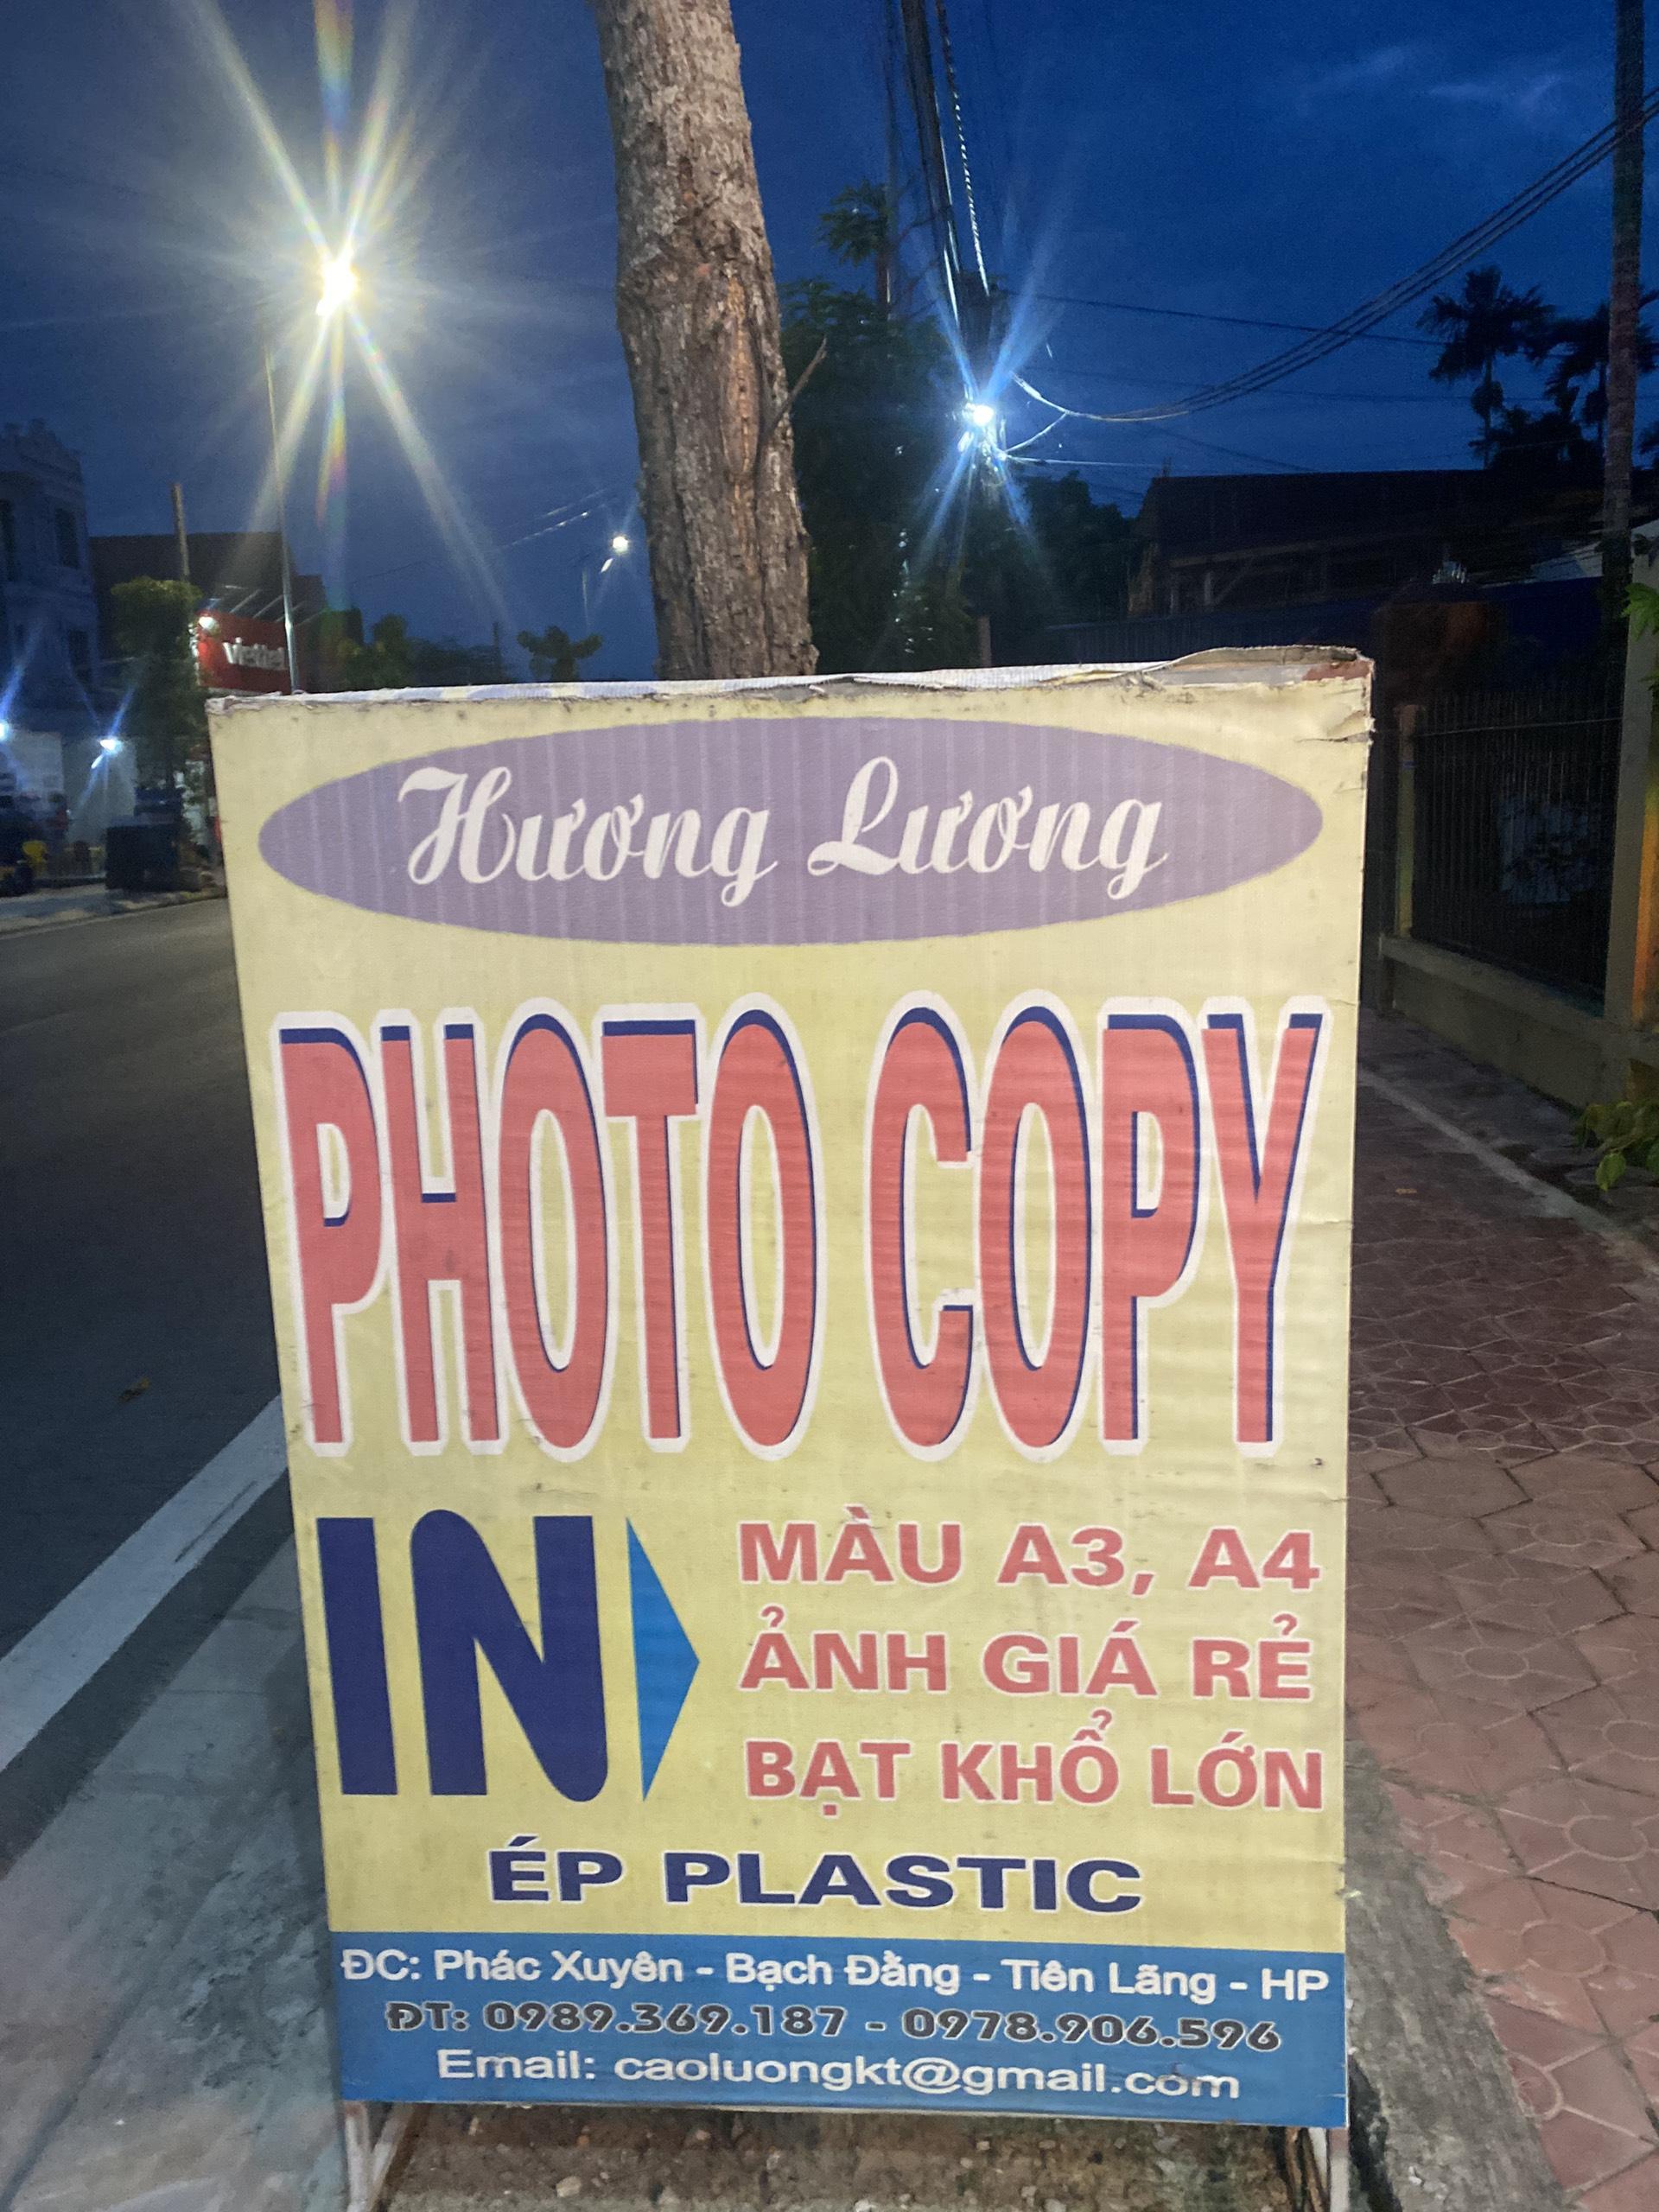 viettel
Hương Lương
PHOTO COPY
IN
MÀU A3, A4
ẢNH GIÁ RẺ
BẠT KHỔ LỚN
ÉP PLASTIC
ĐC: Phác Xuyên - Bạch Đằng - Tiên Lãng - HP
ĐT: 0989.369.187 - 0978.906.596
Email: caoluongkt@gmail.com